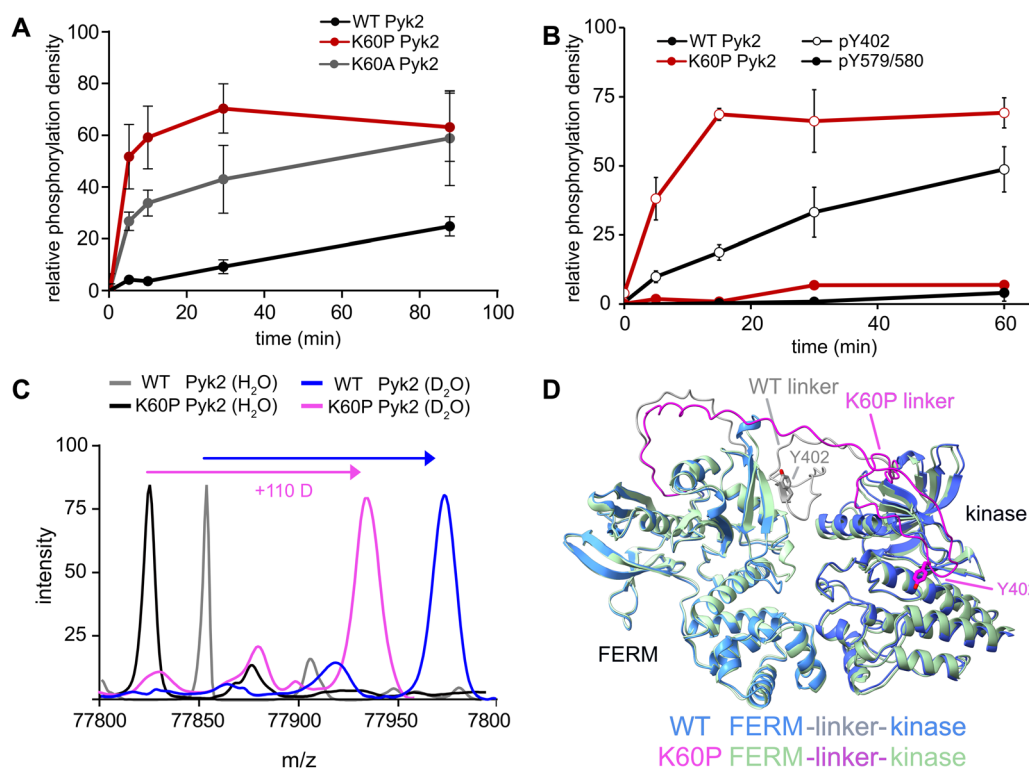 A
WT Pyk2
K60P Pyk2
K60A Pyk2
relative phosphorylation density
100
80
60
40
20
0
0 20 40 60 80 100
time (min)
B
WT Pyk2 pY402
K60P Pyk2 pY579/580
relative phosphorylation density
100
75
50
25
0
0 20 40 60
time (min)
C
WT Pyk2 (H2O) WT Pyk2 (D2O)
K60P Pyk2 (H2O) K60P Pyk2 (D2O)
intensity
100
75
50
25
+110 D
77800 77850 77900 77950 7800
m/z
D
WT linker
K60P linker
Y402
kinase
Y402
FERM
WT FERM-linker-kinase
K60P FERM-linker-kinase